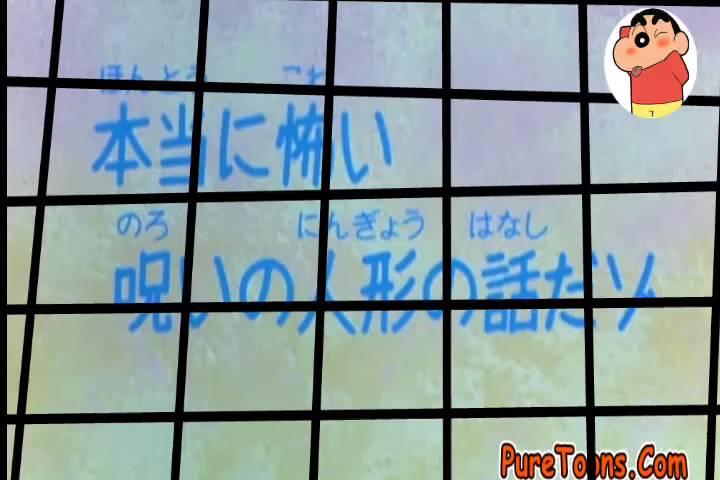 ほんとう こわ
本当に怖い
のろ にんぎょう はなし
呪いの人形の話だゾ
PureToons.Com